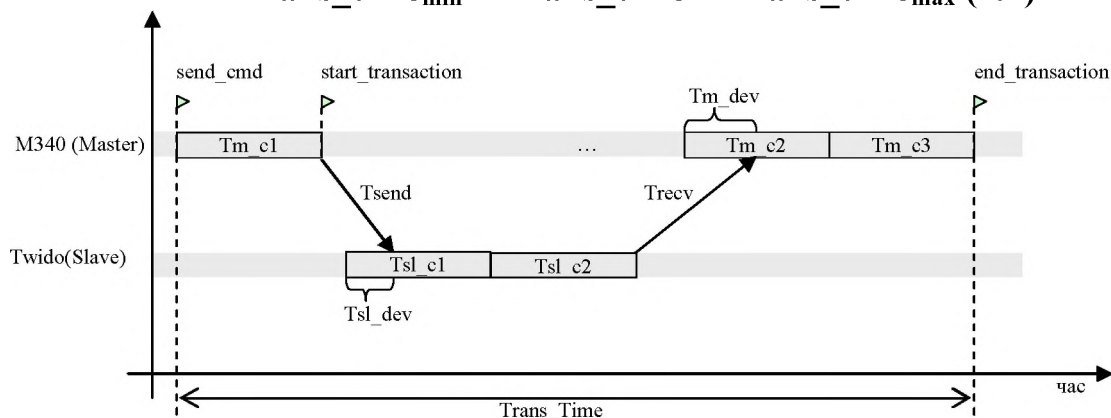 send_cmd
start_transaction
end_transaction
Tm_dev
M340 (Master)
Tm_c1
...
Tm_c2
Tm_c3
Tsend
Trecv
Twido(Slave)
Tsl_c1
Tsl_c2
Tsl_dev
час
Trans_Time